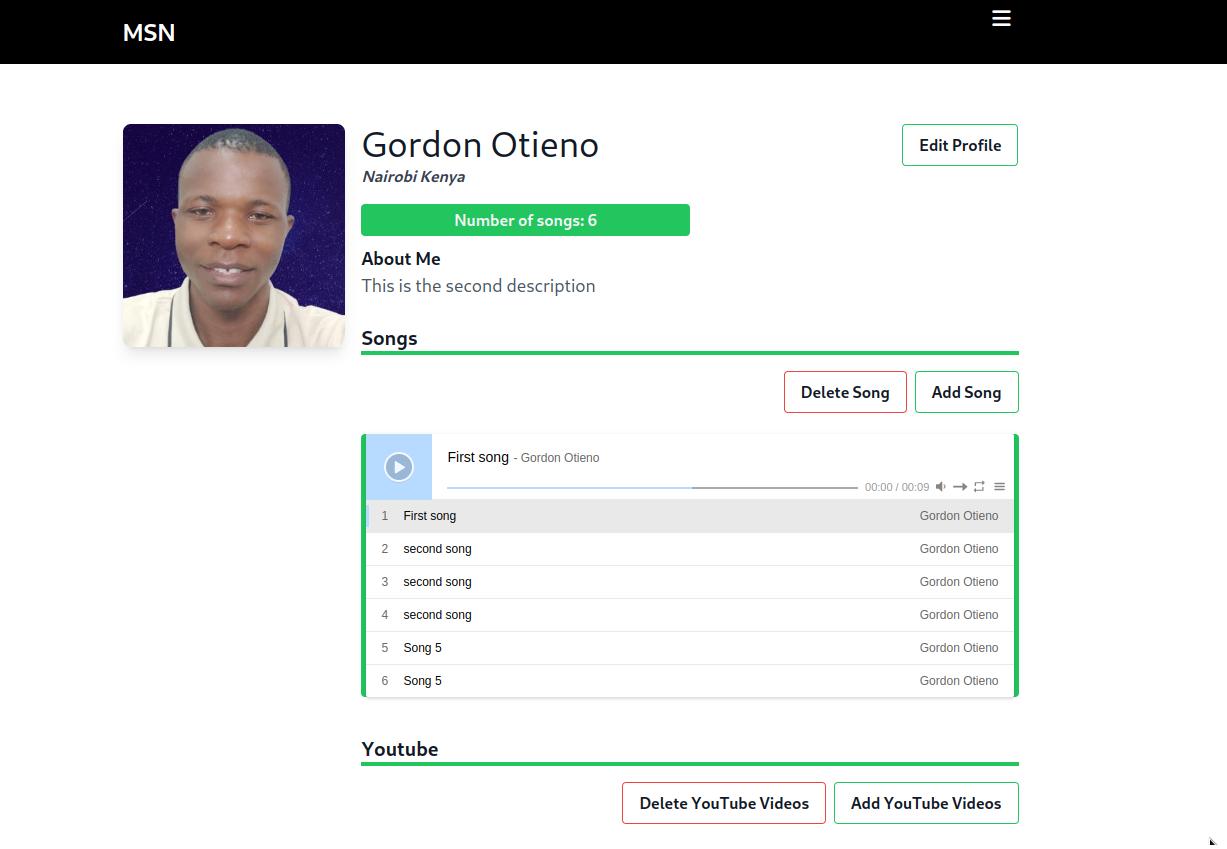 MSN
Gordon Otieno
Edit Profile
Nairobi Kenya
Number of songs: 6
About Me
This is the second description
Songs
Delete Song Add Song
First song - Gordon Otieno
00:00 / 00:09
1 First song Gordon Otieno
2 second song Gordon Otieno
3 second song Gordon Otieno
4 second song Gordon Otieno
5 Song 5 Gordon Otieno
6 Song 5 Gordon Otieno
Youtube
Delete YouTube Videos Add YouTube Videos